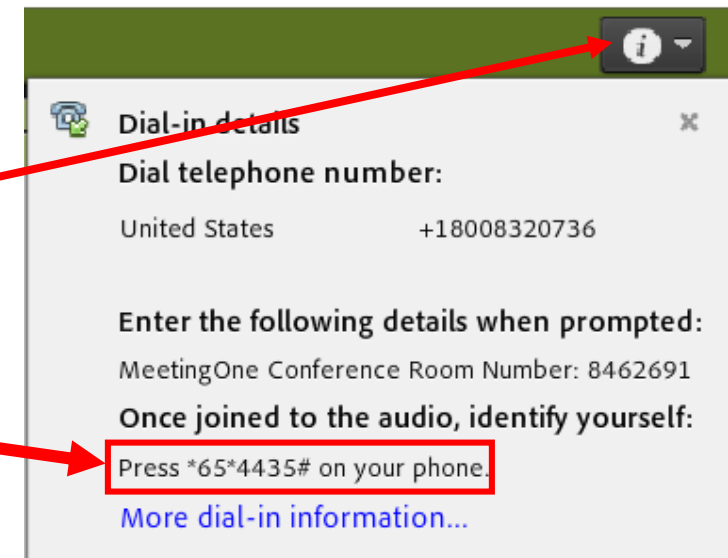 Dial-in details
Dial telephone number:
United States +18008320736
Enter the following details when prompted:
MeetingOne Conference Room Number: 8462691
Once joined to the audio, identify yourself:
Press *65*4435# on your phone.
More dial-in information...